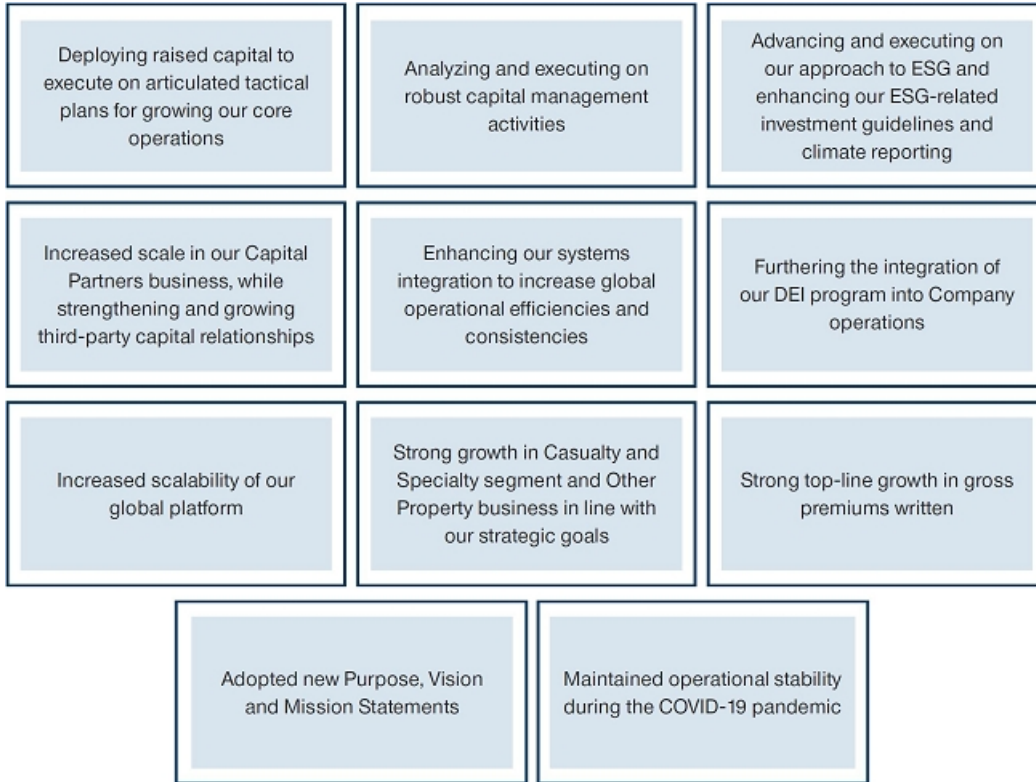 Deploying raised capital to
execute on articulated tactical
plans for growing our core
operations
Analyzing and executing on
robust capital management
activities
Advancing and executing on
our approach to ESG and
enhancing our ESG-related
investment guidelines and
climate reporting
Increased scale in our Capital
Partners business, while
strengthening and growing
third-party capital relationships
Enhancing our systems
integration to increase global
operational efficiencies and
consistencies
Furthering the integration of
our DEI program into Company
operations
Increased scalability of our
global platform
Strong growth in Casualty and
Specialty segment and Other
Property business in line with
our strategic goals
Strong top-line growth in gross
premiums written
Adopted new Purpose, Vision
and Mission Statements
Maintained operational stability
during the COVID-19 pandemic